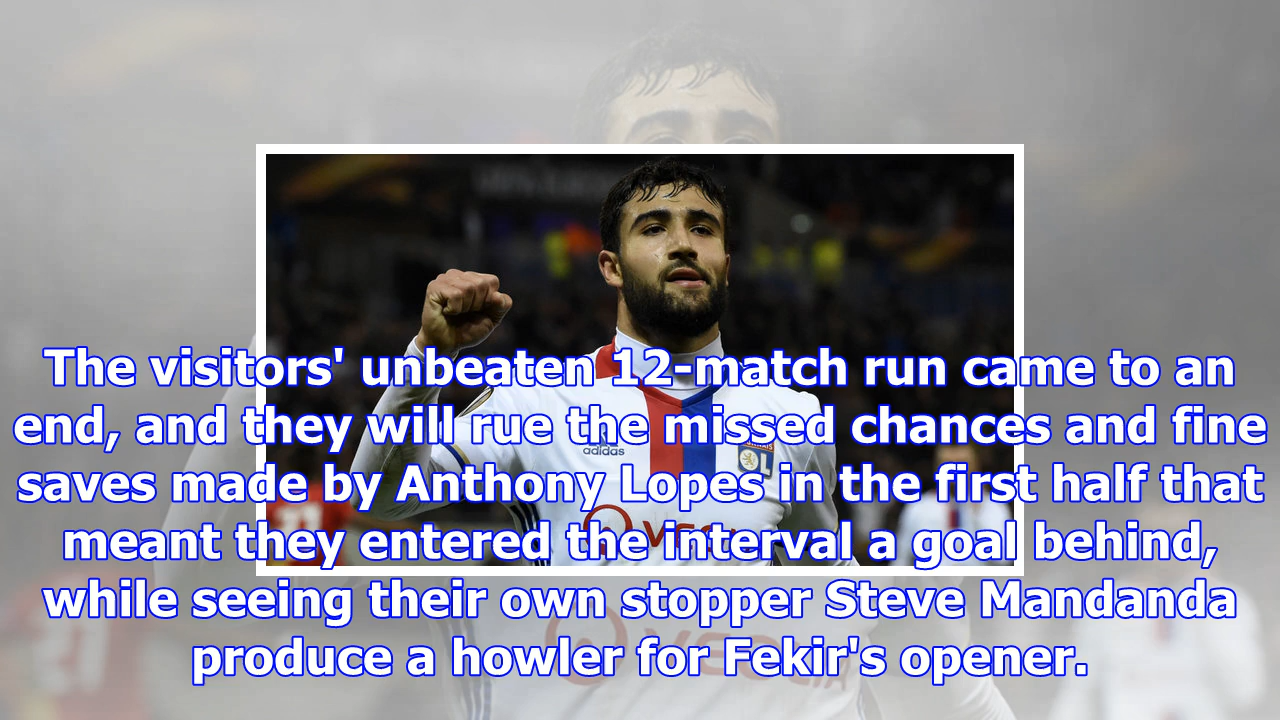 The visitors' unbeaten 12-match run came to an
end, and they will rue the missed chances and fine
saves made by Anthony Lopes in the first half that
meant they entered the interval a goal behind,
while seeing their own stopper Steve Mandanda
produce a howler for Fekir's opener.
adidas
OL